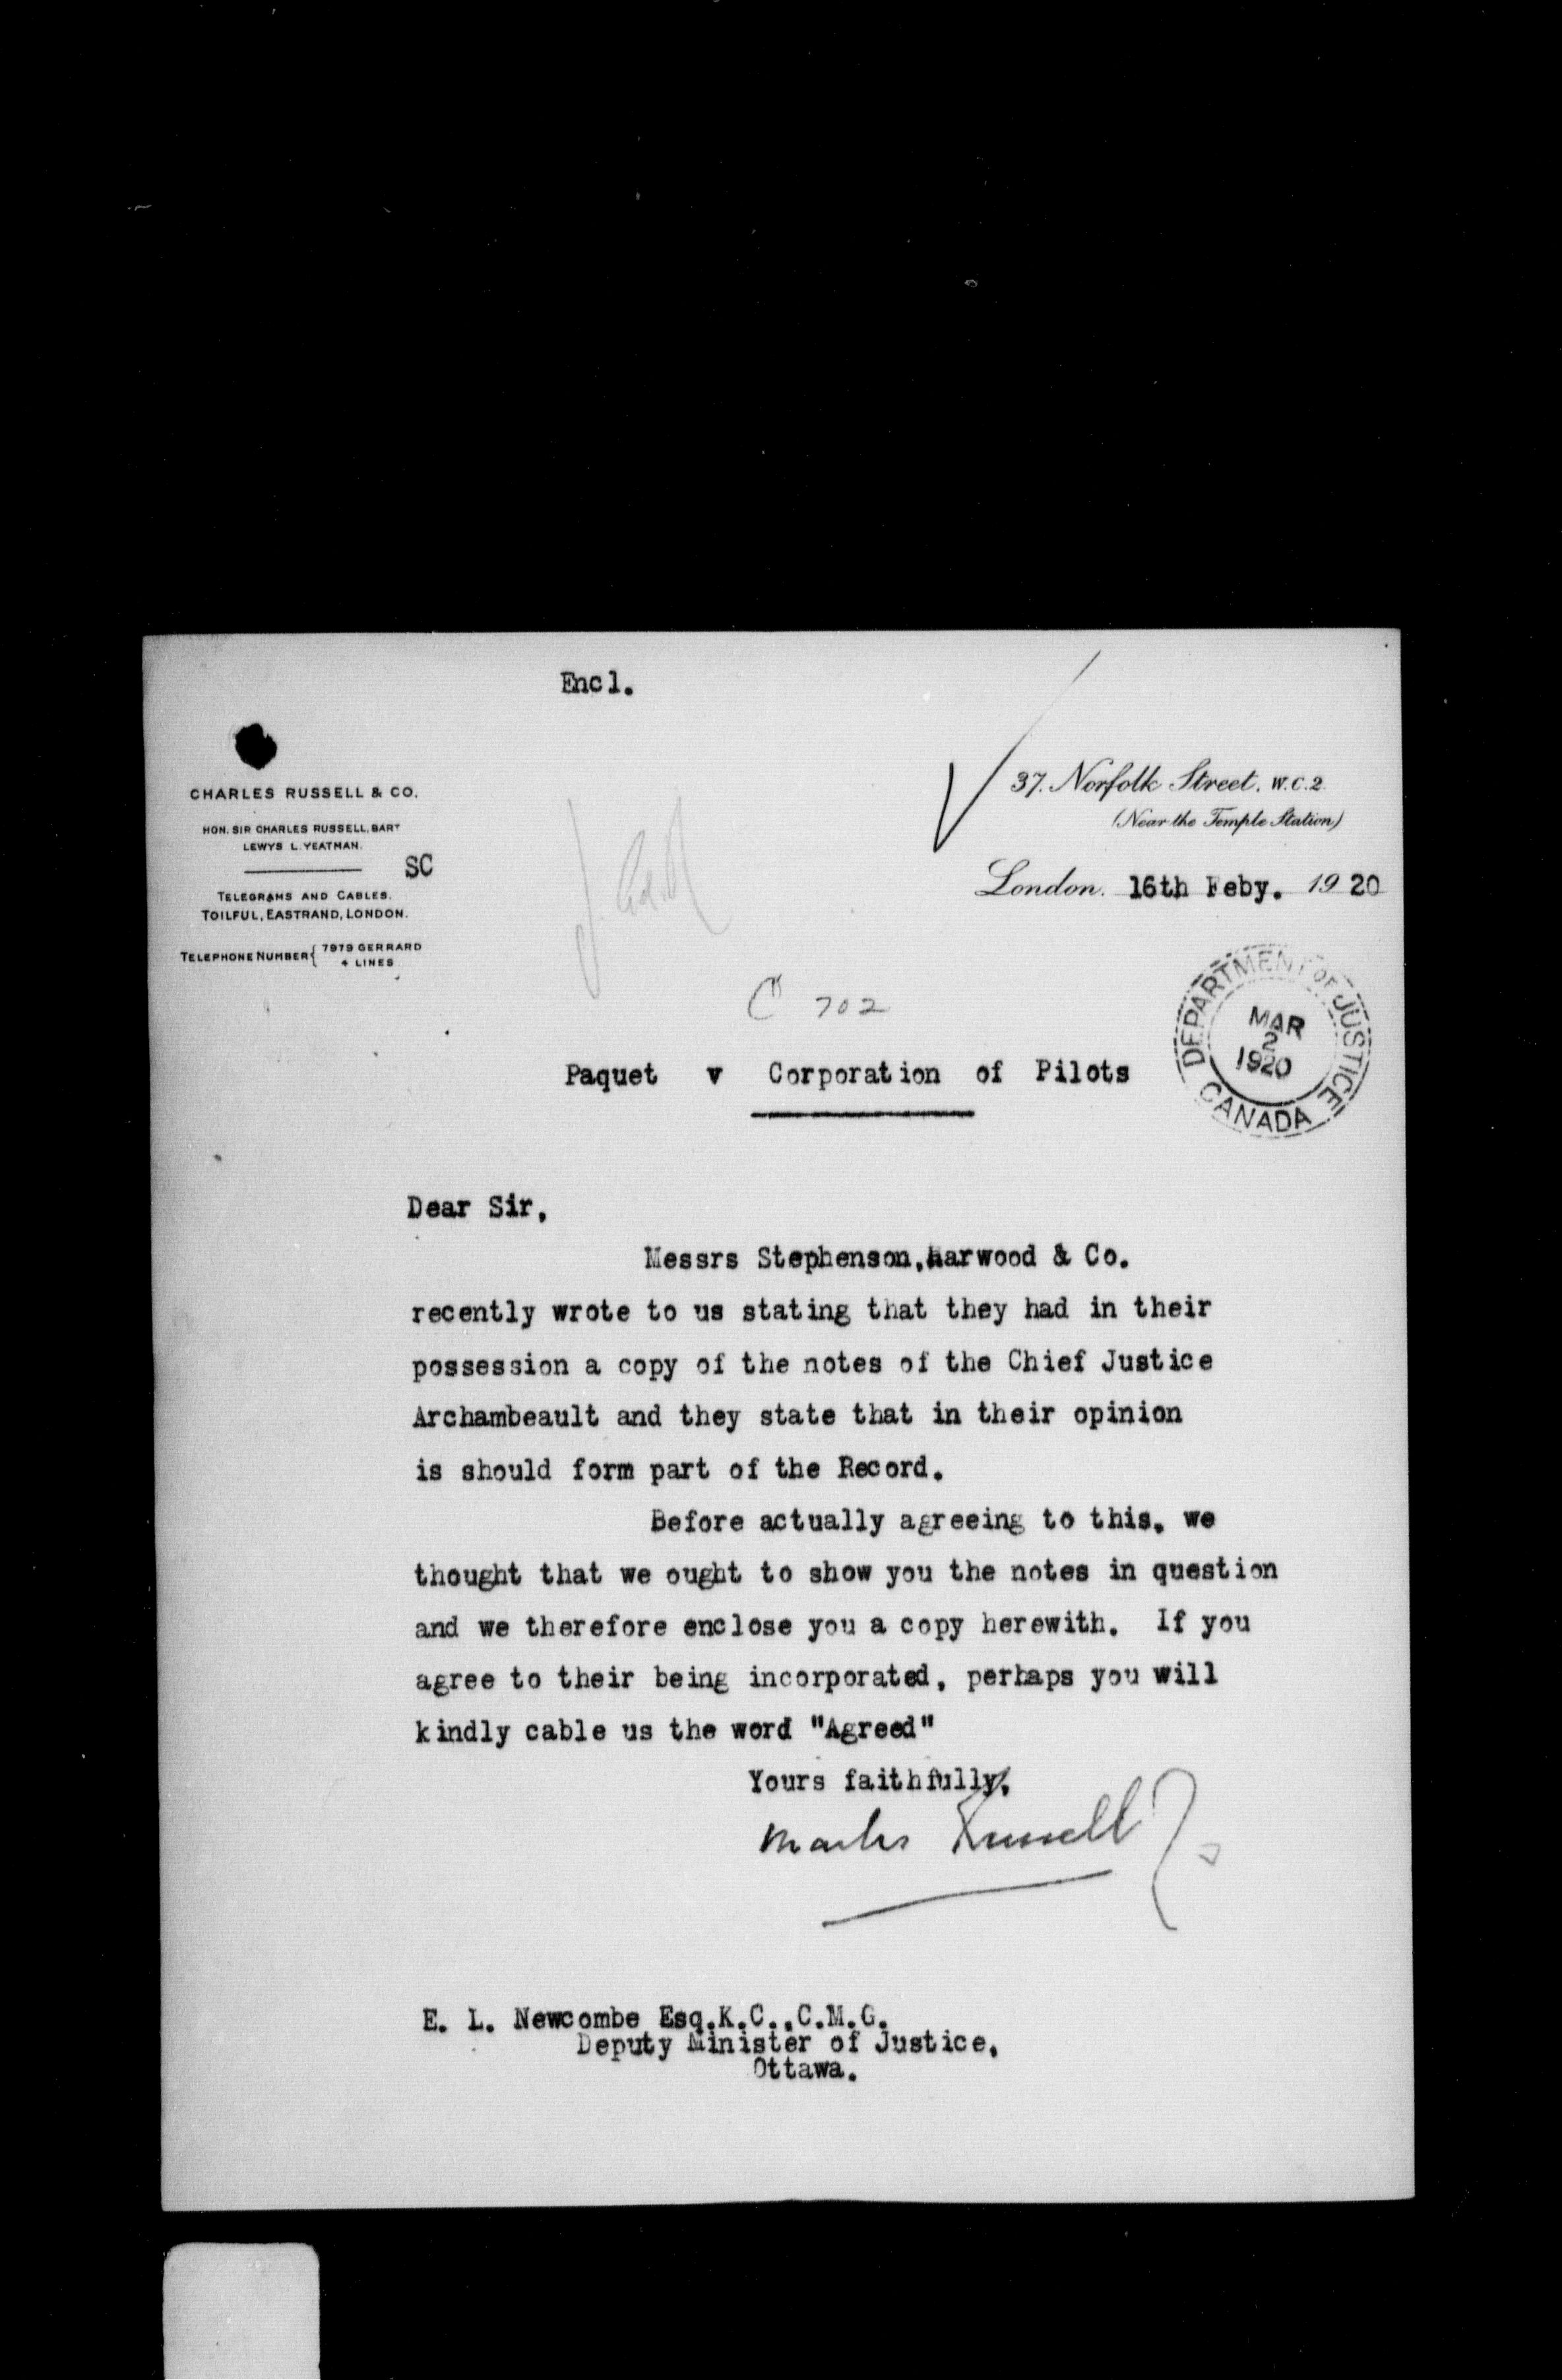 Encl.
CHARLES RUSSELL & CO.
HON. SIR CHARLES RUSSELL, BART
LEWYS L. YEATMAN.
SC
TELEGRAMS AND CABLES.
TOILFUL, EASTRAND, LONDON.
TELEPHONE NUMBER { 7979 GERRARD
4 LINES
37. Norfolk Street. W.C.2.
(Near the Temple Station)
London. 16th Feby. 1920
C 702
DEPARTMENT OF JUSTICE
MAR
2
1920
CANADA
Paquet v Corporation of Pilots
Dear Sir,
Messrs Stephenson,Harwood & Co.
recently wrote to us stating that they had in their
possession a copy of the notes of the Chief Justice
Archambeault and they state that in their opinion
is should form part of the Record.
Before actually agreeing to this, we
thought that we ought to show you the notes in question
and we therefore enclose you a copy herewith. If you
agree to their being incorporated, perhaps you will
kindly cable us the word "Agreed"
Yours faithfully,
Charles Russell
E. L. Newcombe Esq.K.C.,C.M.G.
Deputy Minister of Justice,
Ottawa.